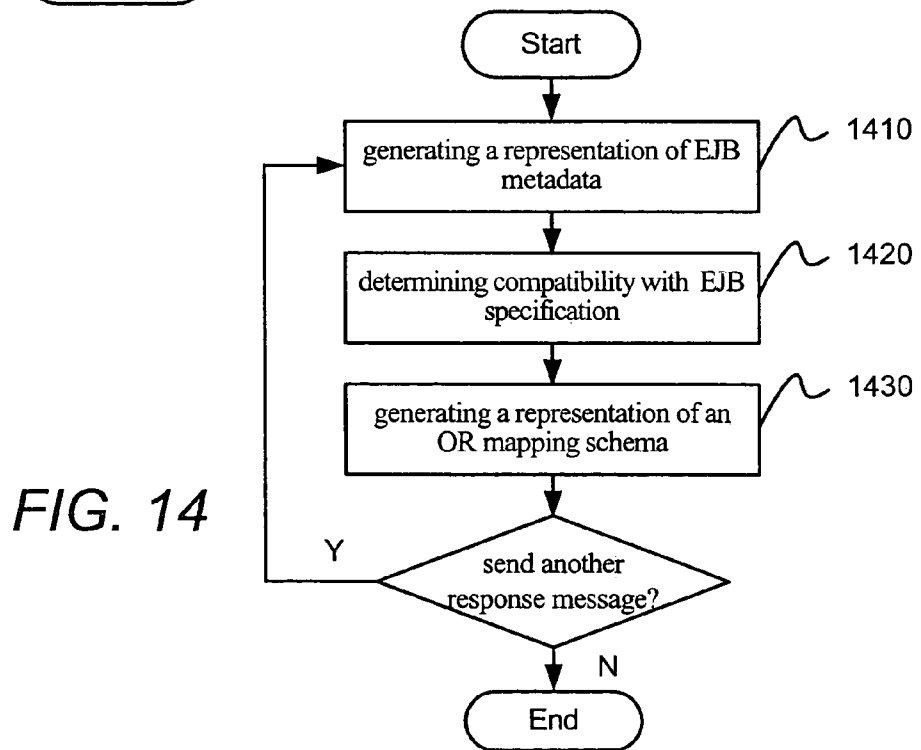 Start
generating a representation of EJB
metadata
1410
determining compatibility with EJB
specification
1420
generating a representation of an
OR mapping schema
1430
FIG. 14
Y
send another
response message?
N
End